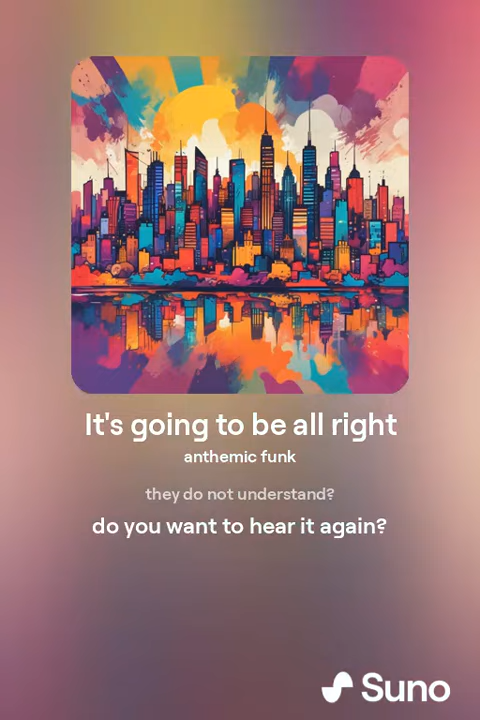 It's going to be all right
anthemic funk
they do not understand?
do you want to hear it again?
Suno